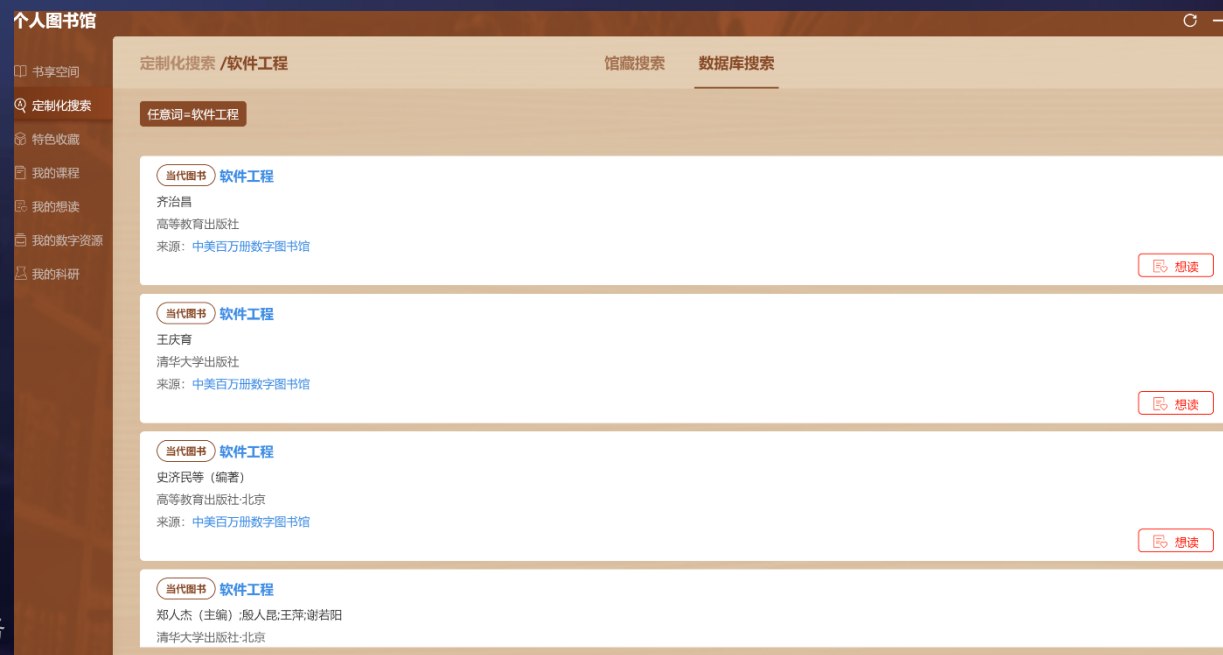 个人图书馆
书享空间
定制化搜索
特色收藏
我的课程
我的想读
我的数字资源
我的科研
定制化搜索 /软件工程
馆藏搜索 数据库搜索
任意词=软件工程
当代图书 软件工程
齐治昌
高等教育出版社
来源：中美百万册数字图书馆
想读
当代图书 软件工程
王庆育
清华大学出版社
来源：中美百万册数字图书馆
想读
当代图书 软件工程
史济民等（编著）
高等教育出版社·北京
来源：中美百万册数字图书馆
想读
当代图书 软件工程
郑人杰（主编）;殷人昆;王萍;谢若阳
清华大学出版社·北京